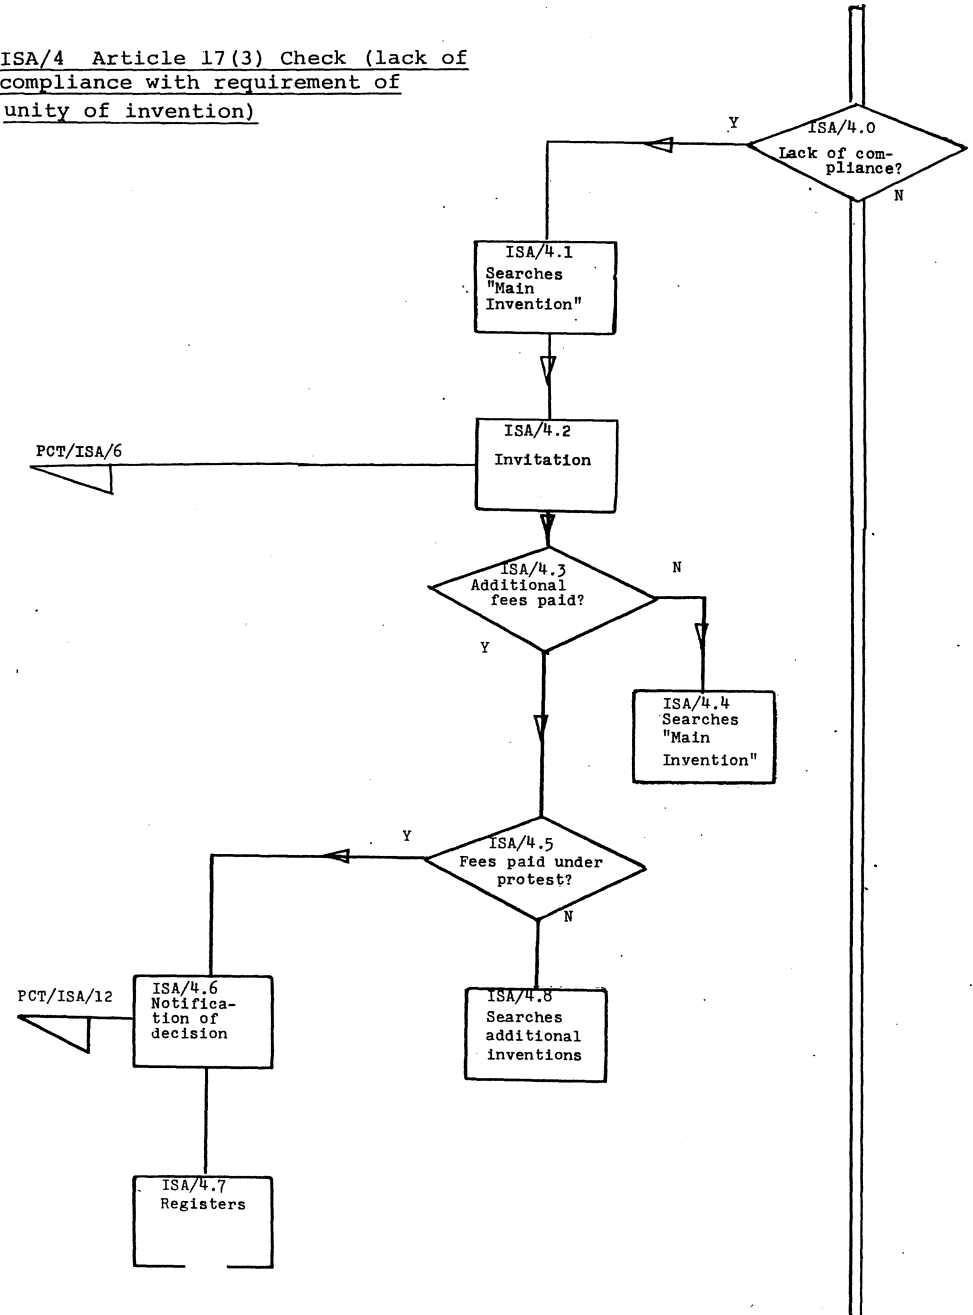 ISA/4 Article 17(3) Check (lack of
compliance with requirement of
unity of invention)
Y
ISA/4.0
Lack of com-
pliance?
N
ISA/4.1
Searches
"Main
Invention"
ISA/4.2
Invitation
PCT/ISA/6
ISA/4.3
Additional
fees paid?
N
Y
ISA/4.4
Searches
"Main
Invention"
ISA/4.5
Fees paid under
protest?
Y
N
PCT/ISA/12
ISA/4.6
Notifica-
tion of
decision
ISA/4.8
Searches
additional
inventions
ISA/4.7
Registers